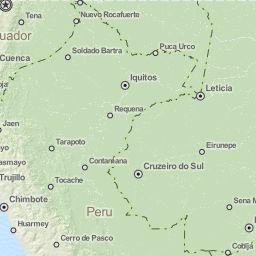 Tena
Nuevo Rocafuerte
uador
Puca Urco
Soldado Bartra
Cuenca
Iquitos
Leticia
Requena
Jaen
Eirunepe
Tarapoto
asmayo
Contamana
Cruzeiro do Sul
Trujillo
Tocache
Chimbote
Sena M
Peru
Huarmey
Cerro de Pasco
Cobija